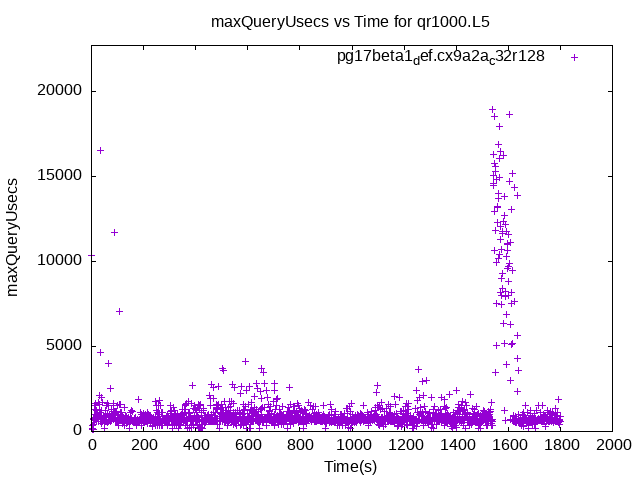 maxQueryUsecs vs Time for qr1000.L5
pg17beta1_def.cx9a2a_c32r128
20000
15000
10000
5000
0
maxQueryUsecs
0 200 400 600 800 1000 1200 1400 1600 1800 2000
Time(s)